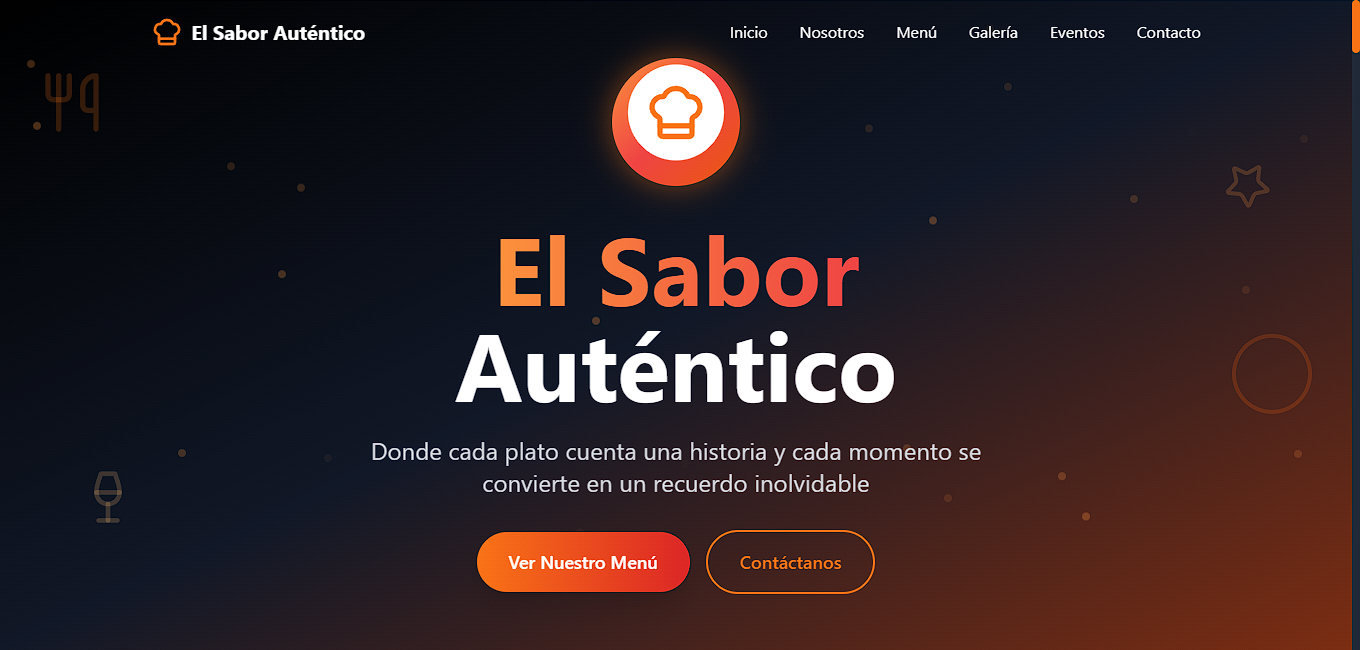 El Sabor Auténtico
Inicio
Nosotros
Menú
Galería
Eventos
Contacto
El Sabor
Auténtico
Donde cada plato cuenta una historia y cada momento se
convierte en un recuerdo inolvidable
Ver Nuestro Menú
Contáctanos